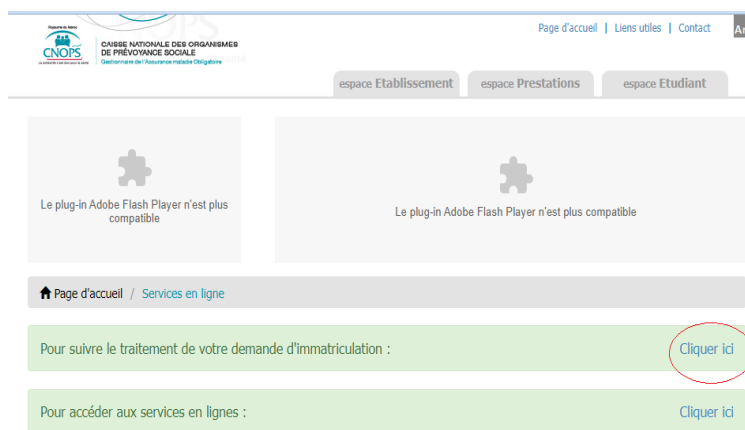 Royaume du Maroc
CNOPS
CAISSE NATIONALE DES ORGANISMES
DE PRÉVOYANCE SOCIALE
Gestionnaire de l'Assurance maladie Obligatoire
Page d'accueil | Liens utiles | Contact
espace Etablissement espace Prestations espace Etudiant
Le plug-in Adobe Flash Player n'est plus
compatible
Le plug-in Adobe Flash Player n'est plus compatible
Page d'accueil / Services en ligne
Pour suivre le traitement de votre demande d'immatriculation : Cliquer ici
Pour accéder aux services en lignes : Cliquer ici